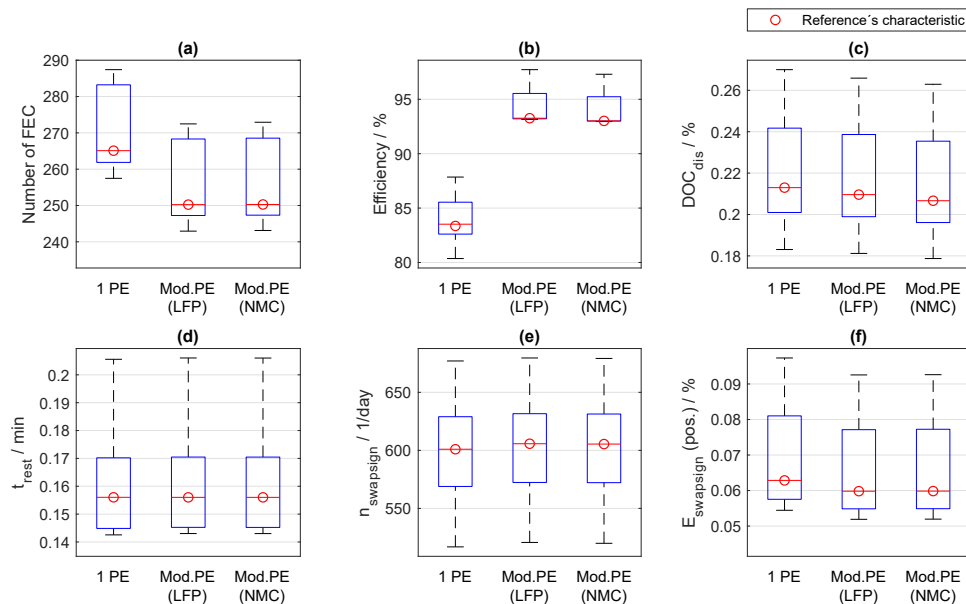 Reference´s characteristic
(a)
Number of FEC
290
280
270
260
250
240
1 PE
Mod.PE
(LFP)
Mod.PE
(NMC)
(b)
Efficiency / %
95
90
85
80
1 PE
Mod.PE
(LFP)
Mod.PE
(NMC)
(c)
DOCdis / %
0.26
0.24
0.22
0.2
0.18
1 PE
Mod.PE
(LFP)
Mod.PE
(NMC)
(d)
trest / min
0.2
0.19
0.18
0.17
0.16
0.15
0.14
1 PE
Mod.PE
(LFP)
Mod.PE
(NMC)
(e)
nswapsign / 1/day
650
600
550
1 PE
Mod.PE
(LFP)
Mod.PE
(NMC)
(f)
Eswapsign (pos.) / %
0.09
0.08
0.07
0.06
0.05
1 PE
Mod.PE
(LFP)
Mod.PE
(NMC)